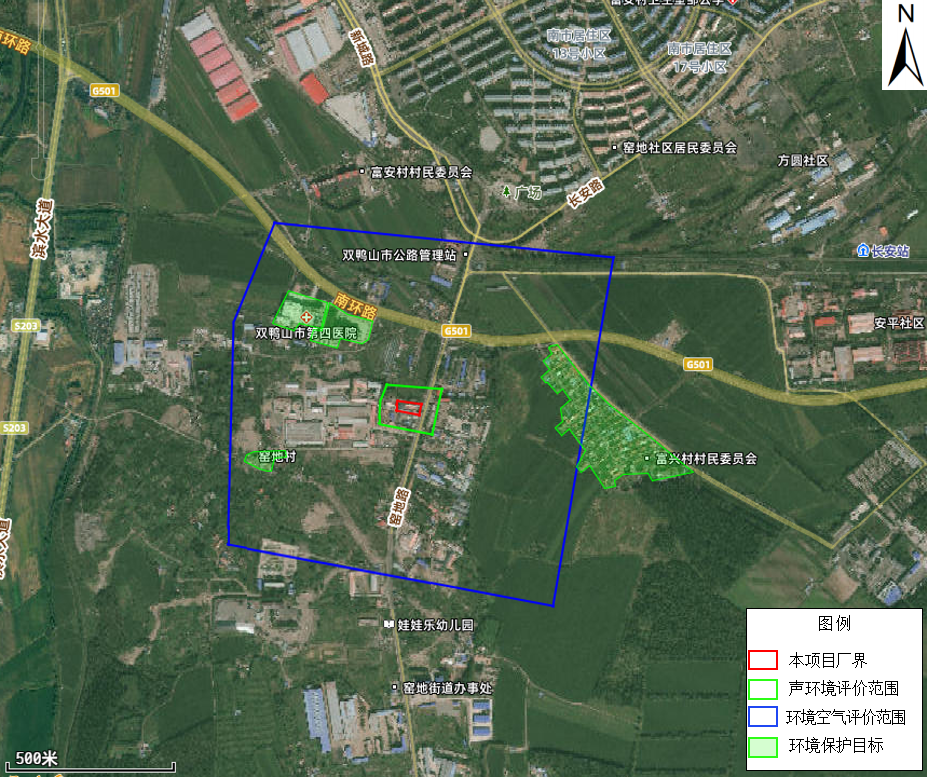 N
南市居住区
13号小区
南市居住区
17号小区
新城路
南环路
G501
窑地社区居民委员会
方圆社区
富安村村民委员会
广场
长安路
滨水大道
双鸭山市公路管理站
长安站
南环路
S203
双鸭山市第四医院
G501
安平社区
G501
S203
窑地村
富兴村村民委员会
窑地路
娃娃乐幼儿园
窑地街道办事处
图例
本项目厂界
声环境评价范围
环境空气评价范围
环境保护目标
500米